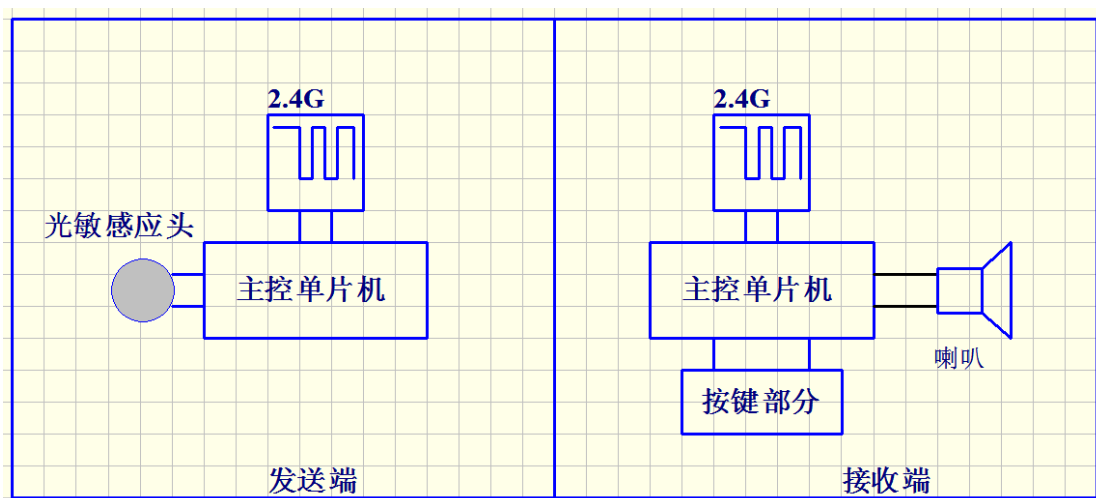 2.4G
光敏感应头
主控单片机
发送端
2.4G
主控单片机
喇叭
按键部分
接收端